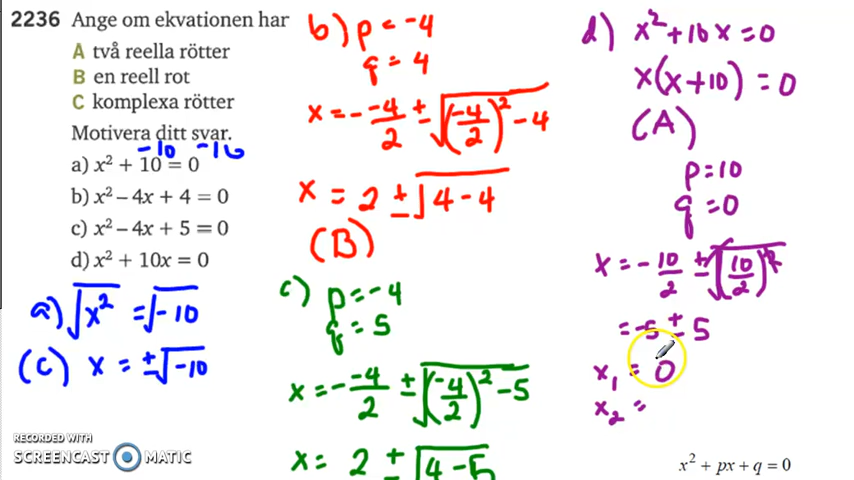 2236 Ange om ekvationen har
A två reella rötter
B en reell rot
C komplexa rötter
Motivera ditt svar.
-10 -10
a) x² + 10 = 0
b) x² – 4x + 4 = 0
c) x² – 4x + 5 = 0
d) x² + 10x = 0
a) √x² = √-10
(C) x = ±√-10
b) p = -4
q = 4
x = - -4/2 ± √(-4/2)² - 4
x = 2 ± √4 - 4
(B)
c) p = -4
q = 5
x = - -4/2 ± √(-4/2)² - 5
x = 2 ± √4 - 5
d) x² + 10x = 0
x(x + 10) = 0
(A)
p = 10
q = 0
x = - 10/2 ± √(10/2)²
= -5 ± 5
x₁ = 0
x₂ =
x² + px + q = 0
RECORDED WITH
SCREENCAST MATIC